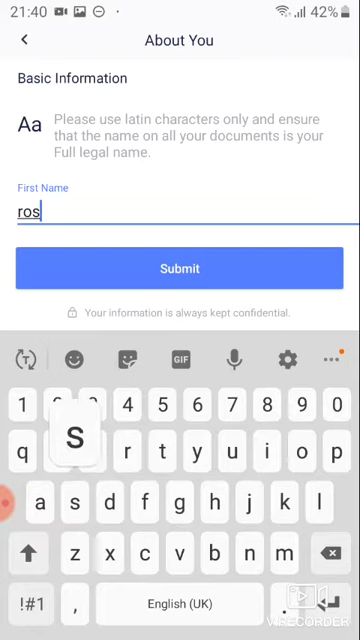 21:40
42%
About You
Basic Information
Aa
Please use latin characters only and ensure
that the name on all your documents is your
Full legal name.
First Name
ros
Submit
Your information is always kept confidential.
T
GIF
1 4 5 6 7 8 9 0
s
q r t y u i o p
a s d f g h j k l
z x c v b n m
!#1 , English (UK) .
VIRECORDER